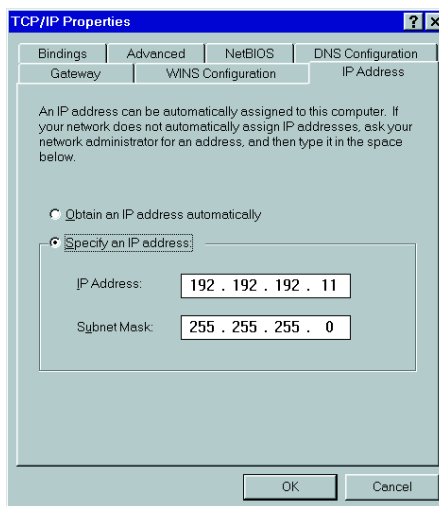 TCP/IP Properties
Bindings Advanced NetBIOS DNS Configuration
Gateway WINS Configuration IP Address
An IP address can be automatically assigned to this computer. If
your network does not automatically assign IP addresses, ask your
network administrator for an address, and then type it in the space
below.
Obtain an IP address automatically
Specify an IP address:
IP Address: 192 . 192 . 192 . 11
Subnet Mask: 255 . 255 . 255 . 0
OK Cancel